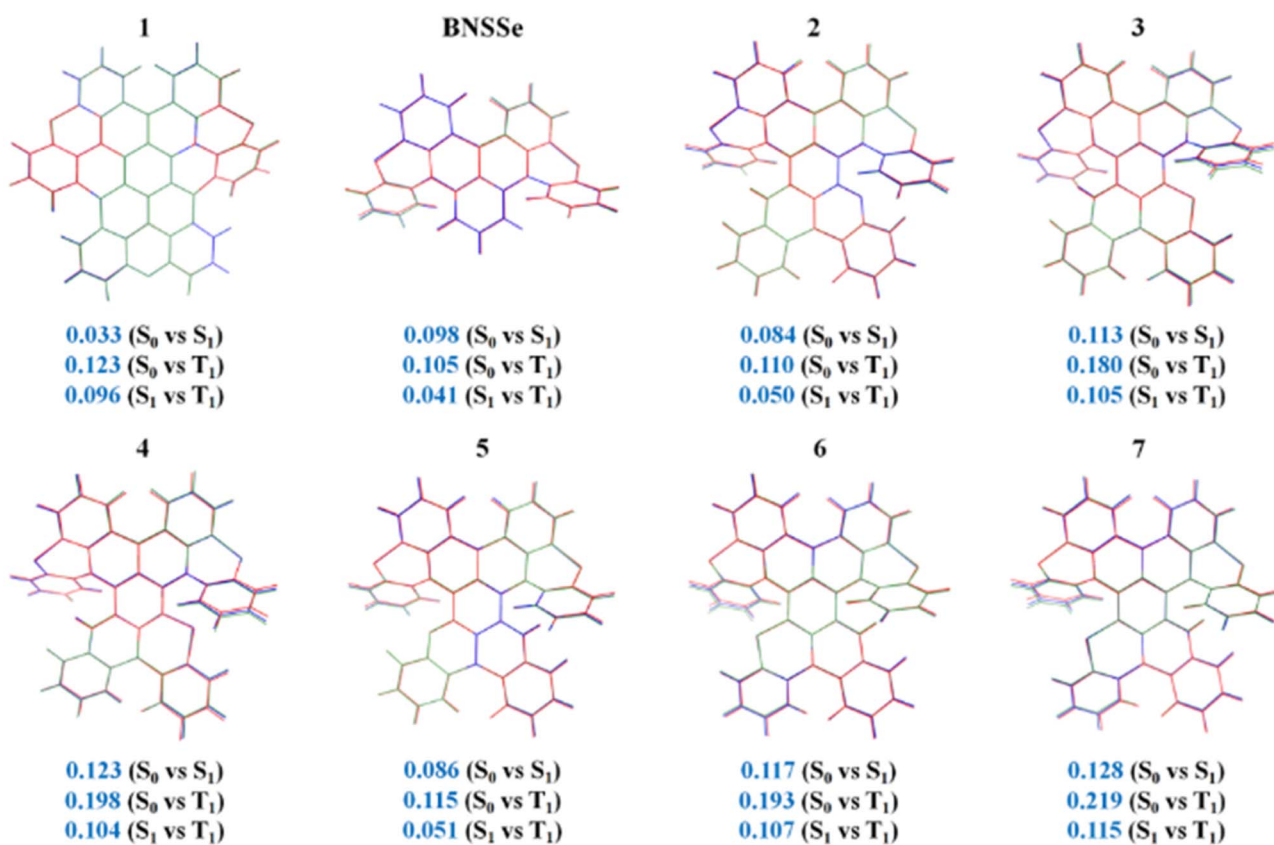 1
BNSSe
2
3
0.033 (S₀ vs S₁)
0.123 (S₀ vs T₁)
0.096 (S₁ vs T₁)
0.098 (S₀ vs S₁)
0.105 (S₀ vs T₁)
0.041 (S₁ vs T₁)
0.084 (S₀ vs S₁)
0.110 (S₀ vs T₁)
0.050 (S₁ vs T₁)
0.113 (S₀ vs S₁)
0.180 (S₀ vs T₁)
0.105 (S₁ vs T₁)
4
5
6
7
0.123 (S₀ vs S₁)
0.198 (S₀ vs T₁)
0.104 (S₁ vs T₁)
0.086 (S₀ vs S₁)
0.115 (S₀ vs T₁)
0.051 (S₁ vs T₁)
0.117 (S₀ vs S₁)
0.193 (S₀ vs T₁)
0.107 (S₁ vs T₁)
0.128 (S₀ vs S₁)
0.219 (S₀ vs T₁)
0.115 (S₁ vs T₁)